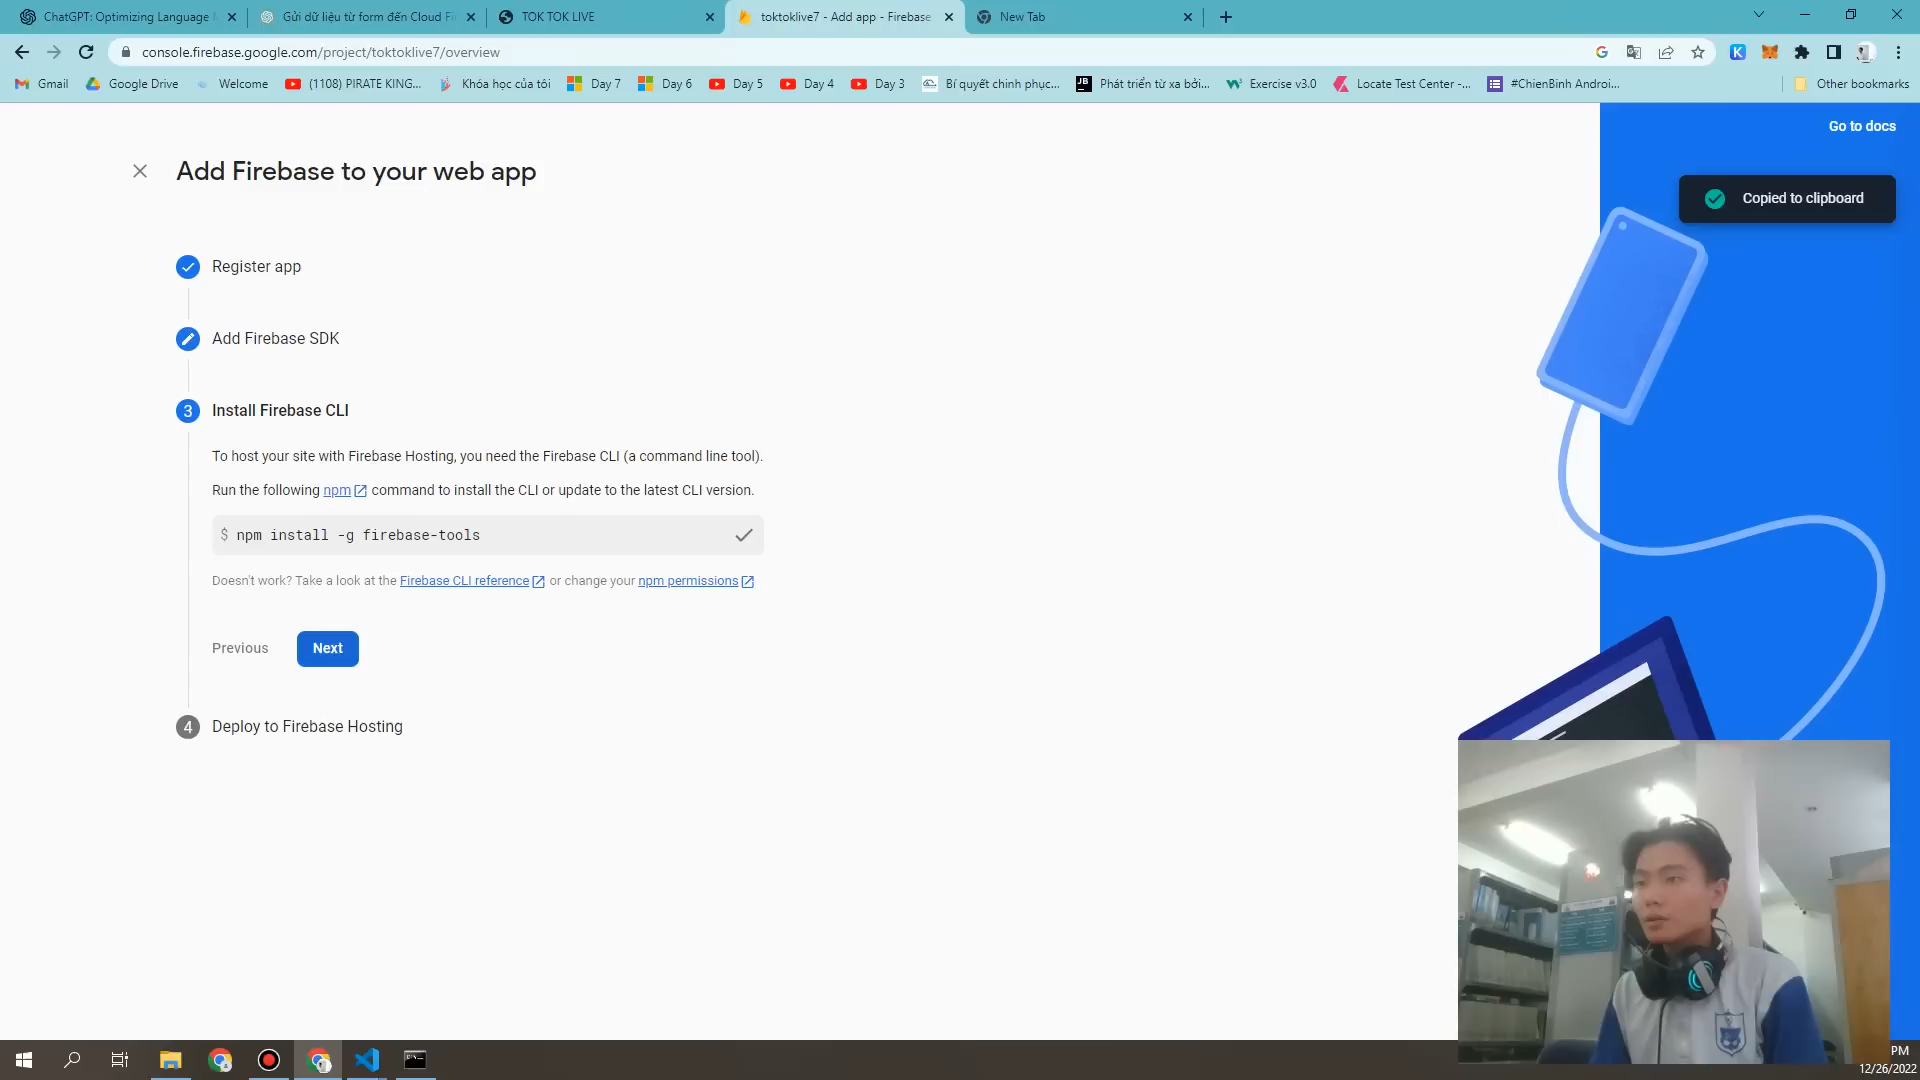 ChatGPT: Optimizing Language
Gửi dữ liệu từ form đến Cloud Fi
TOK TOK LIVE
toktoklive7 - Add app - Firebase
New Tab
console.firebase.google.com/project/toktoklive7/overview
Gmail
Google Drive
Welcome
(1108) PIRATE KING...
Khóa học của tôi
Day 7
Day 6
Day 5
Day 4
Day 3
Bí quyết chinh phục...
Phát triển từ xa bởi...
Exercise v3.0
Locate Test Center -...
#ChienBinh Androi...
Other bookmarks
Go to docs
Add Firebase to your web app
Copied to clipboard
Register app
Add Firebase SDK
3 Install Firebase CLI
To host your site with Firebase Hosting, you need the Firebase CLI (a command line tool).
Run the following npm command to install the CLI or update to the latest CLI version.
$ npm install -g firebase-tools
Doesn't work? Take a look at the Firebase CLI reference or change your npm permissions
Previous
Next
4 Deploy to Firebase Hosting
PM
12/26/2022